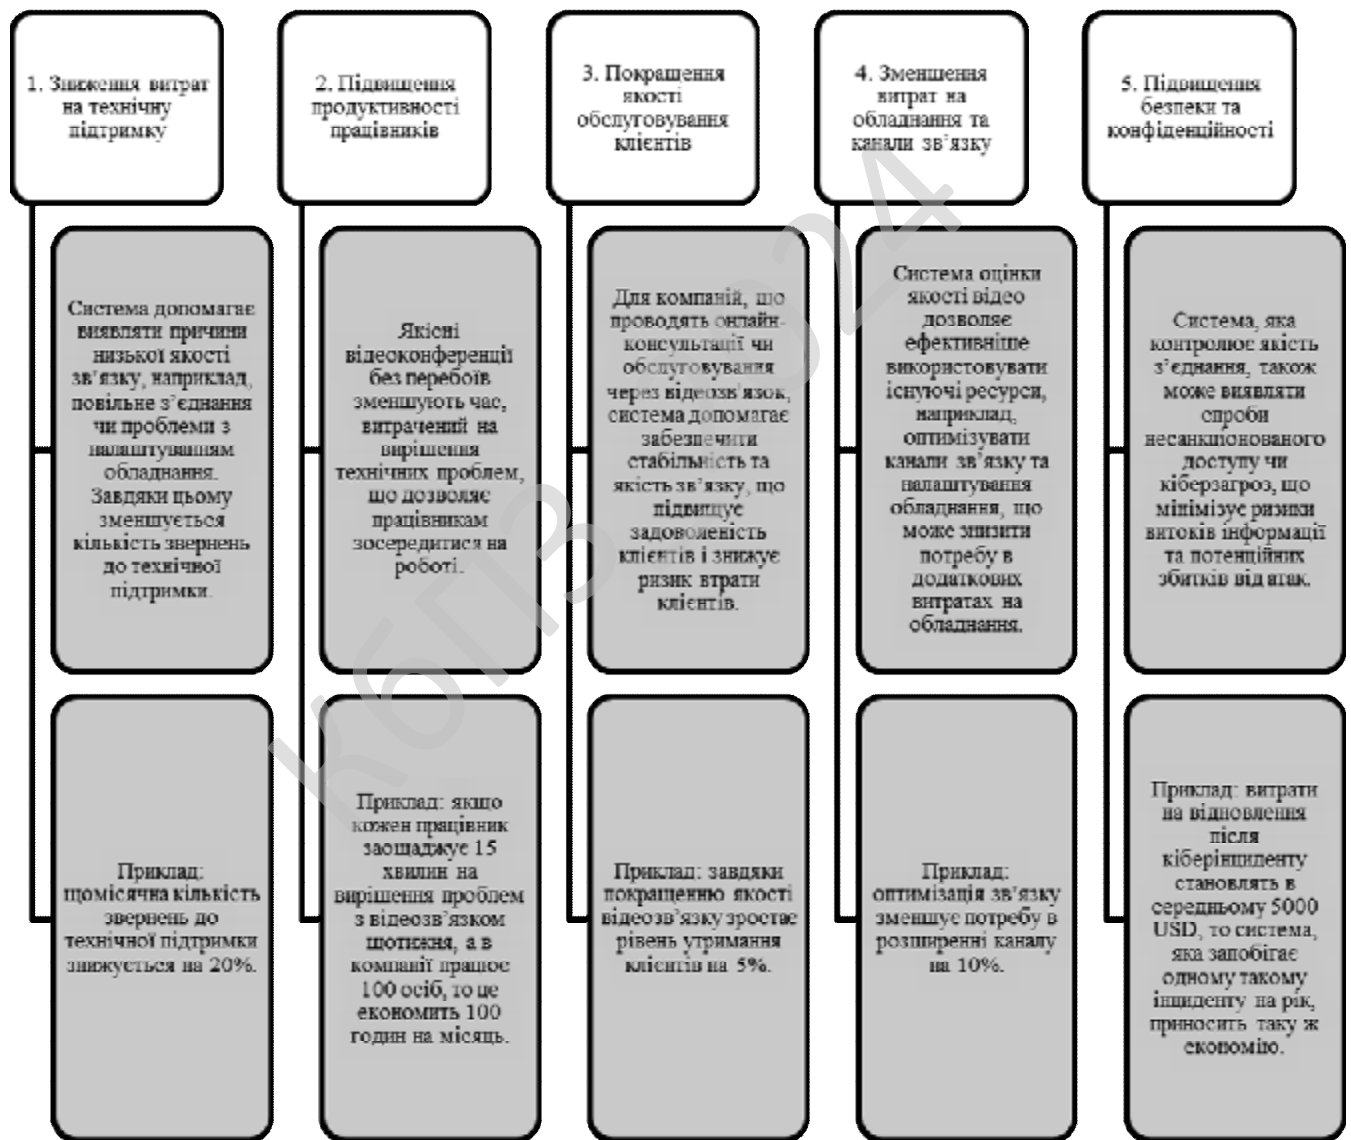 1. Зниження витрат
на технічну
підтримку
Система допомагає
виявляти причини
низької якості
зв’язку, наприклад,
повільне з’єднання
чи проблеми з
налаштуванням
обладнання.
Завдяки цьому
зменшується
кількість звернень
до технічної
підтримки.
Приклад:
щомісячна кількість
звернень до
технічної підтримки
знижується на 20%.
2. Підвищення
продуктивності
працівників
Якісні
відеоконференції
без перебоїв
зменшують час,
витрачений на
вирішення
технічних проблем,
що дозволяє
працівникам
зосередитися на
роботі.
Приклад: якщо
кожен працівник
заощаджує 15
хвилин на
вирішення проблем
з відеозв’язком
щотижня, а в
компанії працює
100 осіб, то це
економить 100
годин на місяць.
3. Покращення
якості
обслуговування
клієнтів
Для компаній, що
проводять онлайн-
консультації чи
обслуговування
через відеозв’язок,
система допомагає
забезпечити
стабільність та
якість зв’язку, що
підвищує
задоволеність
клієнтів і знижує
ризик втрати
клієнтів.
Приклад: завдяки
покращенню якості
відеозв’язку зростає
рівень утримання
клієнтів на 5%.
4. Зменшення
витрат на
обладнання та
канали зв’язку
Система оцінки
якості відео
дозволяє
ефективніше
використовувати
існуючі ресурси,
наприклад,
оптимізувати
канали зв’язку та
налаштування
обладнання, що
може знизити
потребу в
додаткових
витратах на
обладнання.
Приклад:
оптимізація зв’язку
зменшує потребу в
розширенні каналу
на 10%.
5. Підвищення
безпеки та
конфіденційності
Система, яка
контролює якість
з’єднання, також
може виявляти
спроби
несанкціонованого
доступу чи
кіберзагроз, що
мінімізує ризики
витоків інформації
та потенційних
збитків від атак.
Приклад: витрати
на відновлення
після
кіберінциденту
становлять в
середньому 5000
USD, то система,
яка запобігає
одному такому
інциденту на рік,
приносить таку ж
економію.